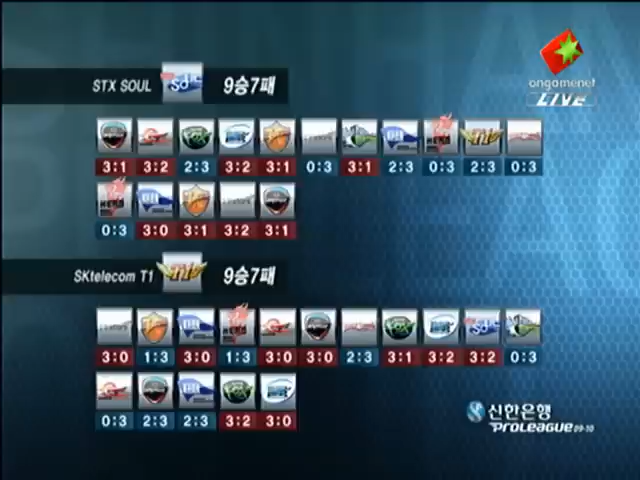 ongamenet
LIVE
STX SOUL 9승7패
3:1 3:2 2:3 3:2 3:1 0:3 3:1 2:3 0:3 2:3 0:3
0:3 3:0 3:1 3:2 3:1
SKtelecom T1 T1 9승7패
3:0 1:3 3:0 1:3 3:0 3:0 2:3 3:1 3:2 3:2 0:3
0:3 2:3 2:3 3:2 3:0
신한은행
PROLEAGUE 09-10